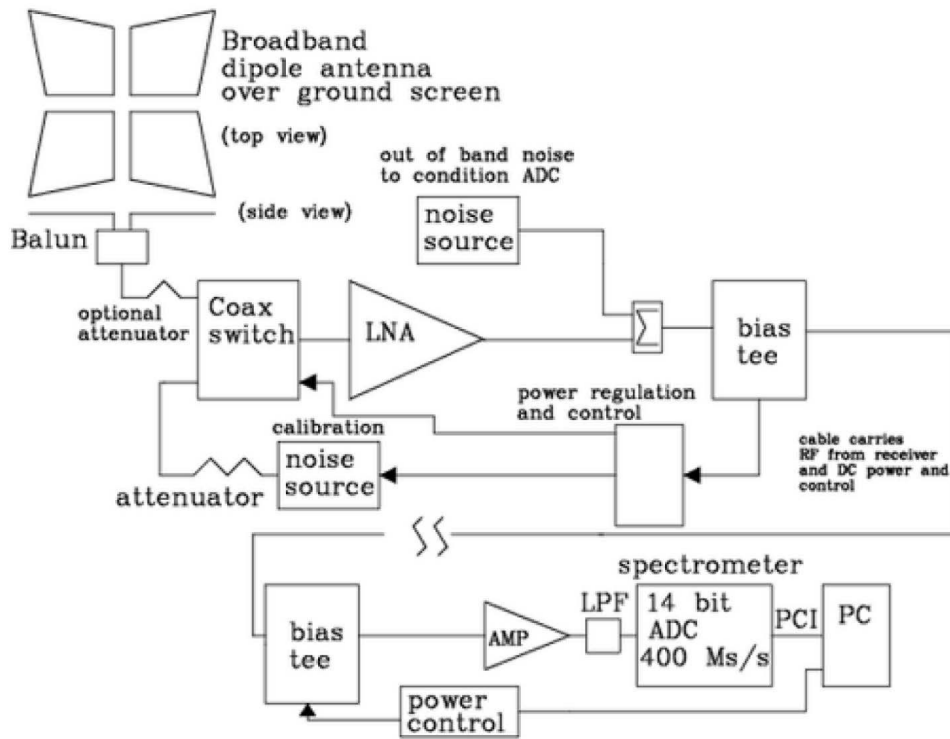 Broadband
dipole antenna
over ground screen
(top view)
out of band noise
to condition ADC
(side view)
noise
source
Balun
optional
attenuator
Coax
switch
LNA
Σ
bias
tee
power regulation
and control
calibration
noise
source
attenuator
cable carries
RF from receiver
and DC power and
control
spectrometer
LPF
14 bit
ADC
400 Ms/s
PCI
PC
bias
tee
AMP
power
control